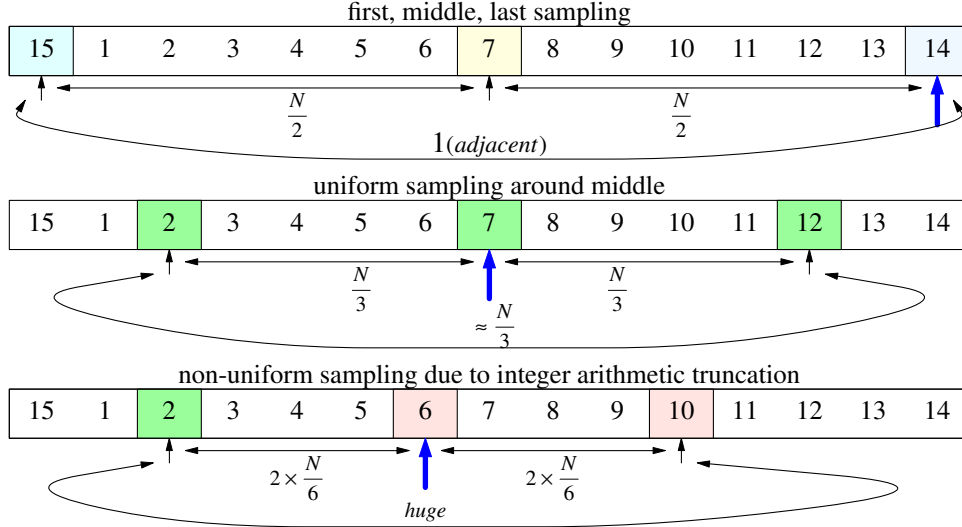 first, middle, last sampling
15 1 2 3 4 5 6 7 8 9 10 11 12 13 14
N/2 N/2
1(adjacent)
uniform sampling around middle
15 1 2 3 4 5 6 7 8 9 10 11 12 13 14
N/3 N/3
≈ N/3
non-uniform sampling due to integer arithmetic truncation
15 1 2 3 4 5 6 7 8 9 10 11 12 13 14
2 × N/6 2 × N/6
huge